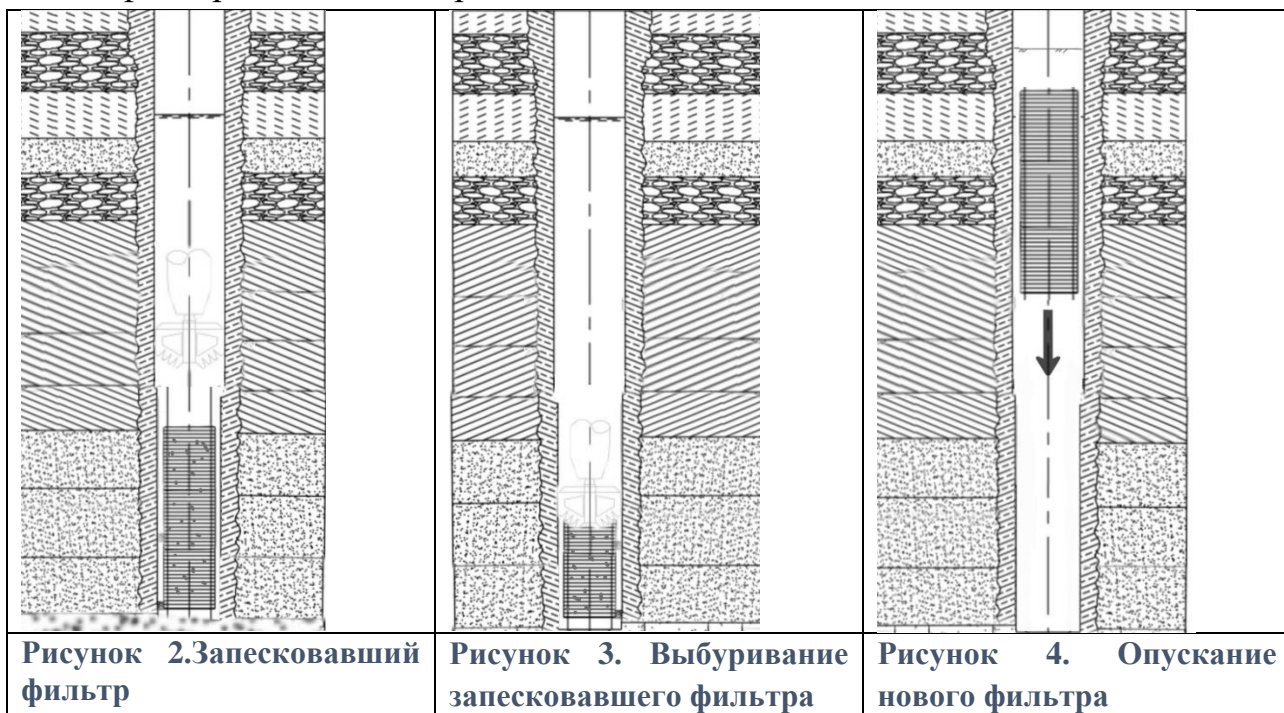 Рисунок 2.Запесковавший
фильтр
Рисунок 3. Выбуривание
запесковавшего фильтра
Рисунок 4. Опускание
нового фильтра